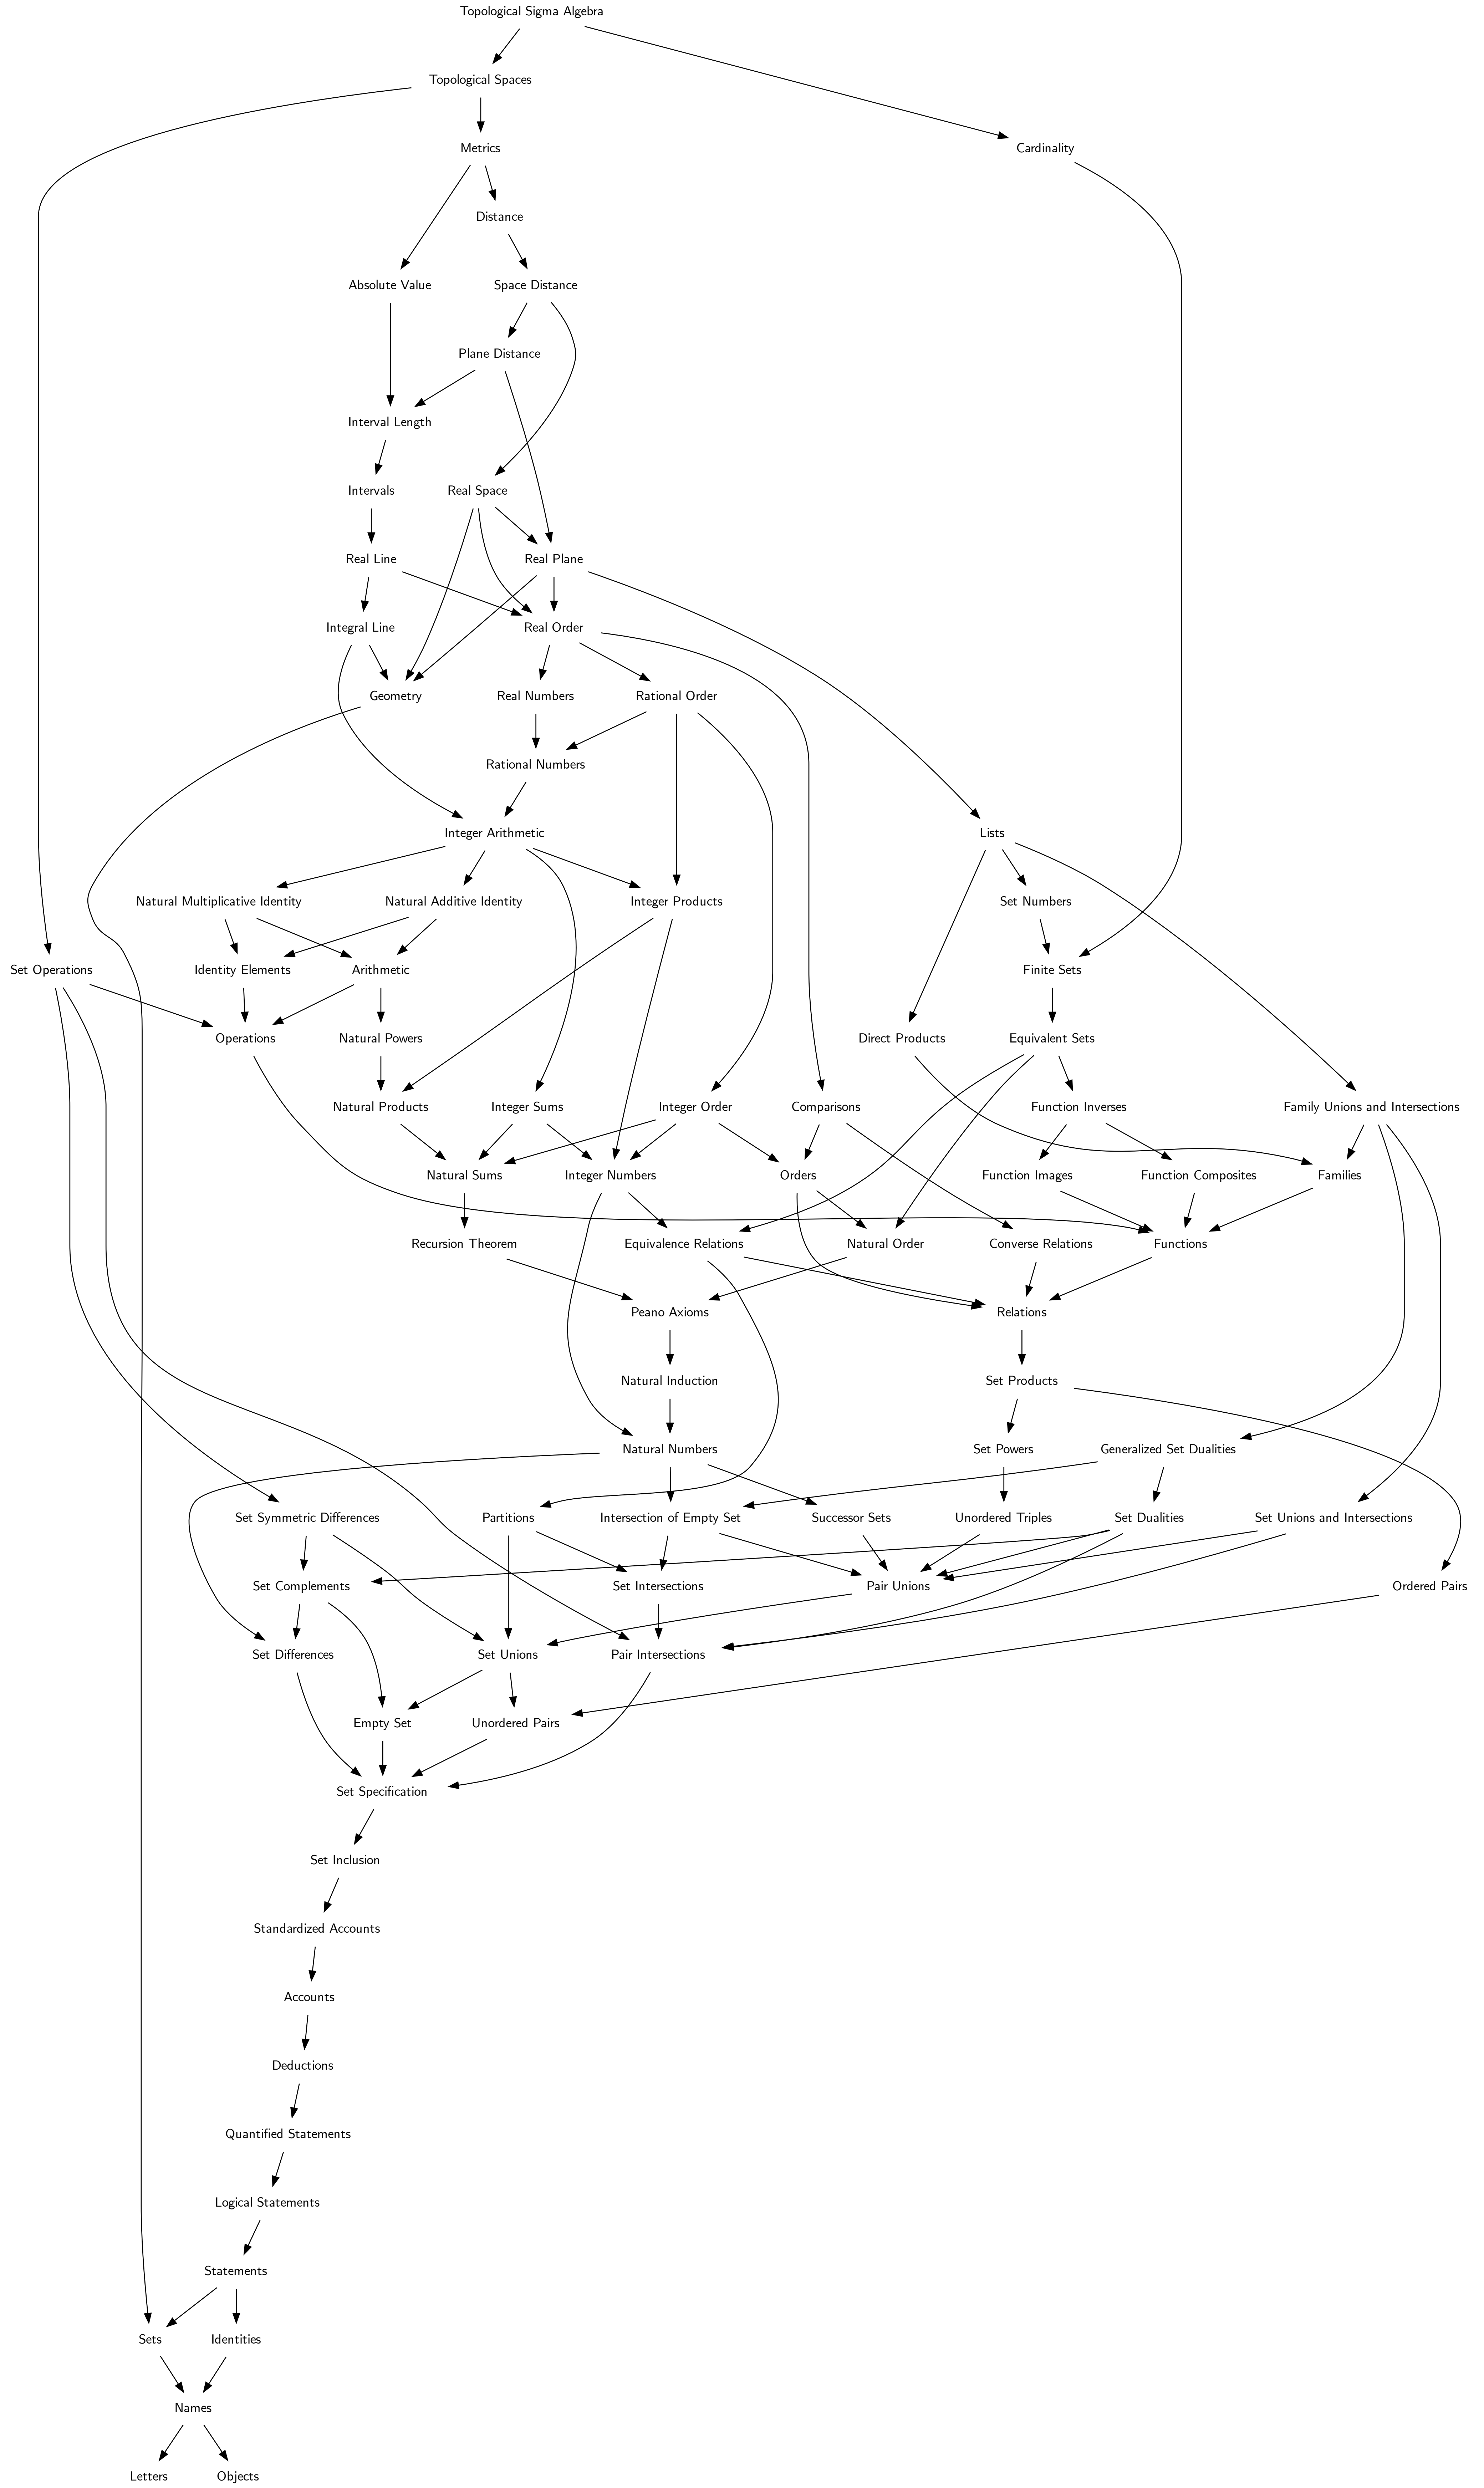 Topological Sigma Algebra
Topological Spaces
Metrics
Cardinality
Distance
Absolute Value
Space Distance
Plane Distance
Interval Length
Intervals
Real Space
Real Line
Real Plane
Integral Line
Real Order
Geometry
Real Numbers
Rational Order
Rational Numbers
Integer Arithmetic
Lists
Natural Multiplicative Identity
Natural Additive Identity
Integer Products
Set Numbers
Set Operations
Identity Elements
Arithmetic
Finite Sets
Operations
Natural Powers
Direct Products
Equivalent Sets
Natural Products
Integer Sums
Integer Order
Comparisons
Function Inverses
Family Unions and Intersections
Natural Sums
Integer Numbers
Orders
Function Images
Function Composites
Families
Recursion Theorem
Equivalence Relations
Natural Order
Converse Relations
Functions
Peano Axioms
Relations
Natural Induction
Set Products
Natural Numbers
Set Powers
Generalized Set Dualities
Set Symmetric Differences
Partitions
Intersection of Empty Set
Successor Sets
Unordered Triples
Set Dualities
Set Unions and Intersections
Set Complements
Set Intersections
Pair Unions
Ordered Pairs
Set Differences
Set Unions
Pair Intersections
Empty Set
Unordered Pairs
Set Specification
Set Inclusion
Standardized Accounts
Accounts
Deductions
Quantified Statements
Logical Statements
Statements
Sets
Identities
Names
Letters
Objects